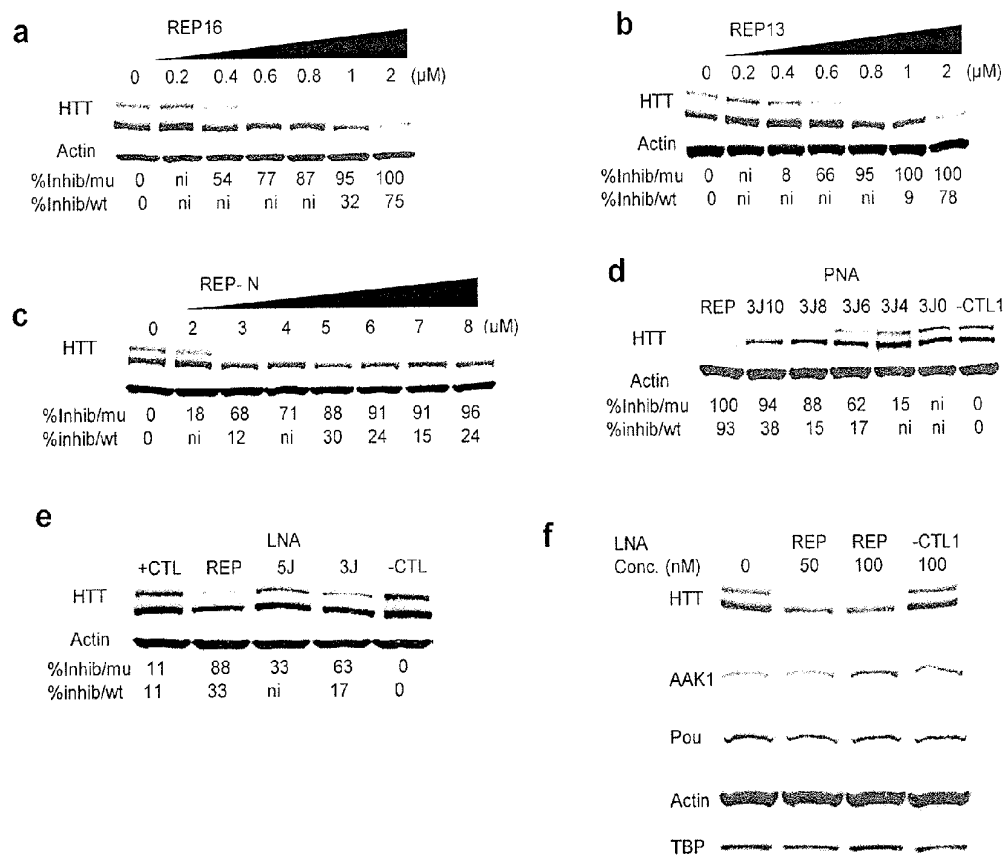 a
REP16
0 0.2 0.4 0.6 0.8 1 2 (µM)
HTT
Actin
%Inhib/mu 0 ni 54 77 87 95 100
%Inhib/wt 0 ni ni ni ni 32 75
b
REP13
0 0.2 0.4 0.6 0.8 1 2 (µM)
HTT
Actin
%Inhib/mu 0 ni 8 66 95 100 100
%Inhib/wt 0 ni ni ni ni 9 78
c
REP- N
0 2 3 4 5 6 7 8 (uM)
HTT
%Inhib/mu 0 18 68 71 88 91 91 96
%inhib/wt 0 ni 12 ni 30 24 15 24
d
PNA
REP 3J10 3J8 3J6 3J4 3J0 -CTL1
HTT
Actin
%Inhib/mu 100 94 88 62 15 ni 0
%inhib/wt 93 38 15 17 ni ni 0
e
LNA
+CTL REP 5J 3J -CTL
HTT
Actin
%Inhib/mu 11 88 33 63 0
%inhib/wt 11 33 ni 17 0
f
LNA REP REP -CTL1
Conc. (nM) 0 50 100 100
HTT
AAK1
Pou
Actin
TBP